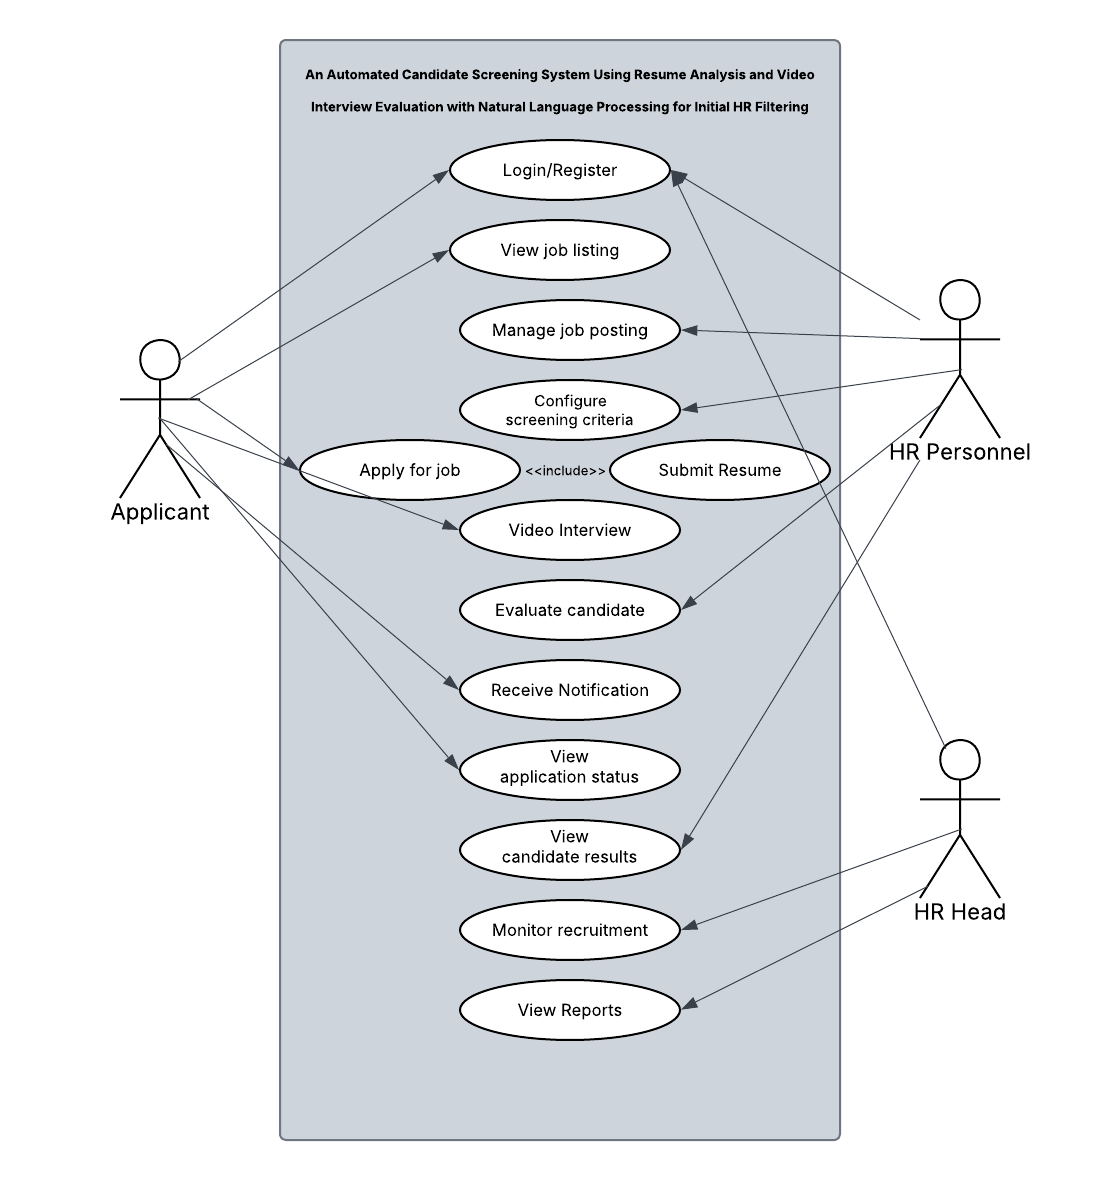 An Automated Candidate Screening System Using Resume Analysis and Video
Interview Evaluation with Natural Language Processing for Initial HR Filtering
Login/Register
View job listing
Manage job posting
Configure
screening criteria
HR Personnel
Apply for job
<<include>>
Submit Resume
Applicant
Video Interview
Evaluate candidate
Receive Notification
View
application status
View
candidate results
HR Head
Monitor recruitment
View Reports